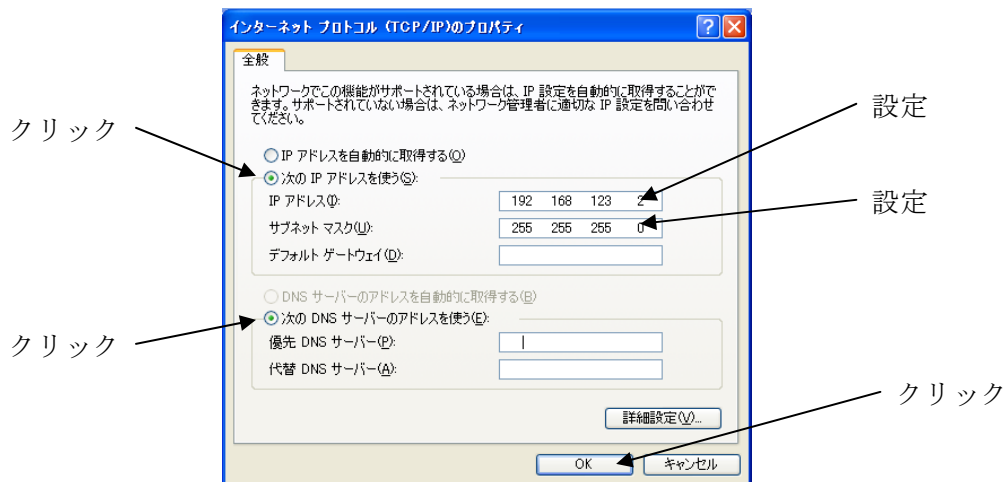 インターネット プロトコル (TCP/IP)のプロパティ
全般
ネットワークでこの機能がサポートされている場合は、IP 設定を自動的に取得することがで
きます。サポートされていない場合は、ネットワーク管理者に適切な IP 設定を問い合わせ
てください。
設定
クリック
IP アドレスを自動的に取得する(O)
次の IP アドレスを使う(S):
IP アドレス(I):
192 168 123 2
設定
サブネット マスク(U):
255 255 255 0
デフォルト ゲートウェイ(D):
DNS サーバーのアドレスを自動的に取得する(B)
次の DNS サーバーのアドレスを使う(E):
クリック
優先 DNS サーバー(P):
代替 DNS サーバー(A):
クリック
詳細設定(V)...
OK
キャンセル